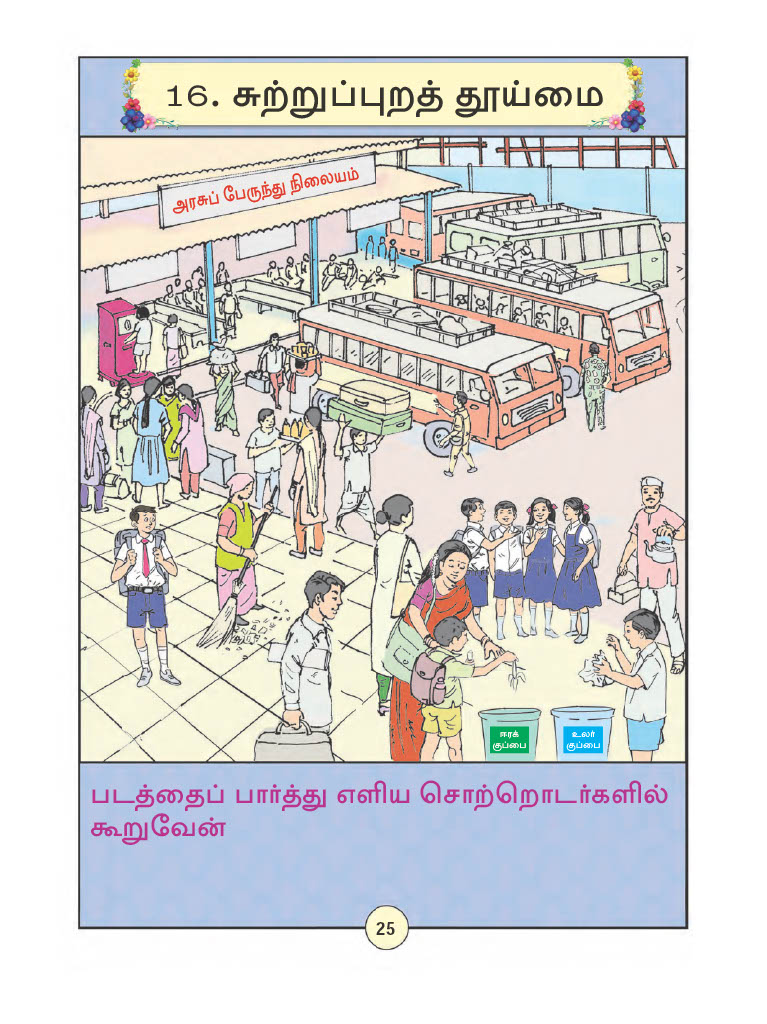 16. சுற்றுப்புறத் தூய்மை
அரசுப் பேருந்து நிலையம்
ஈரக்
குப்பை
உலர்
குப்பை
படத்தைப் பார்த்து எளிய சொற்றொடர்களில்
கூறுவேன்
25